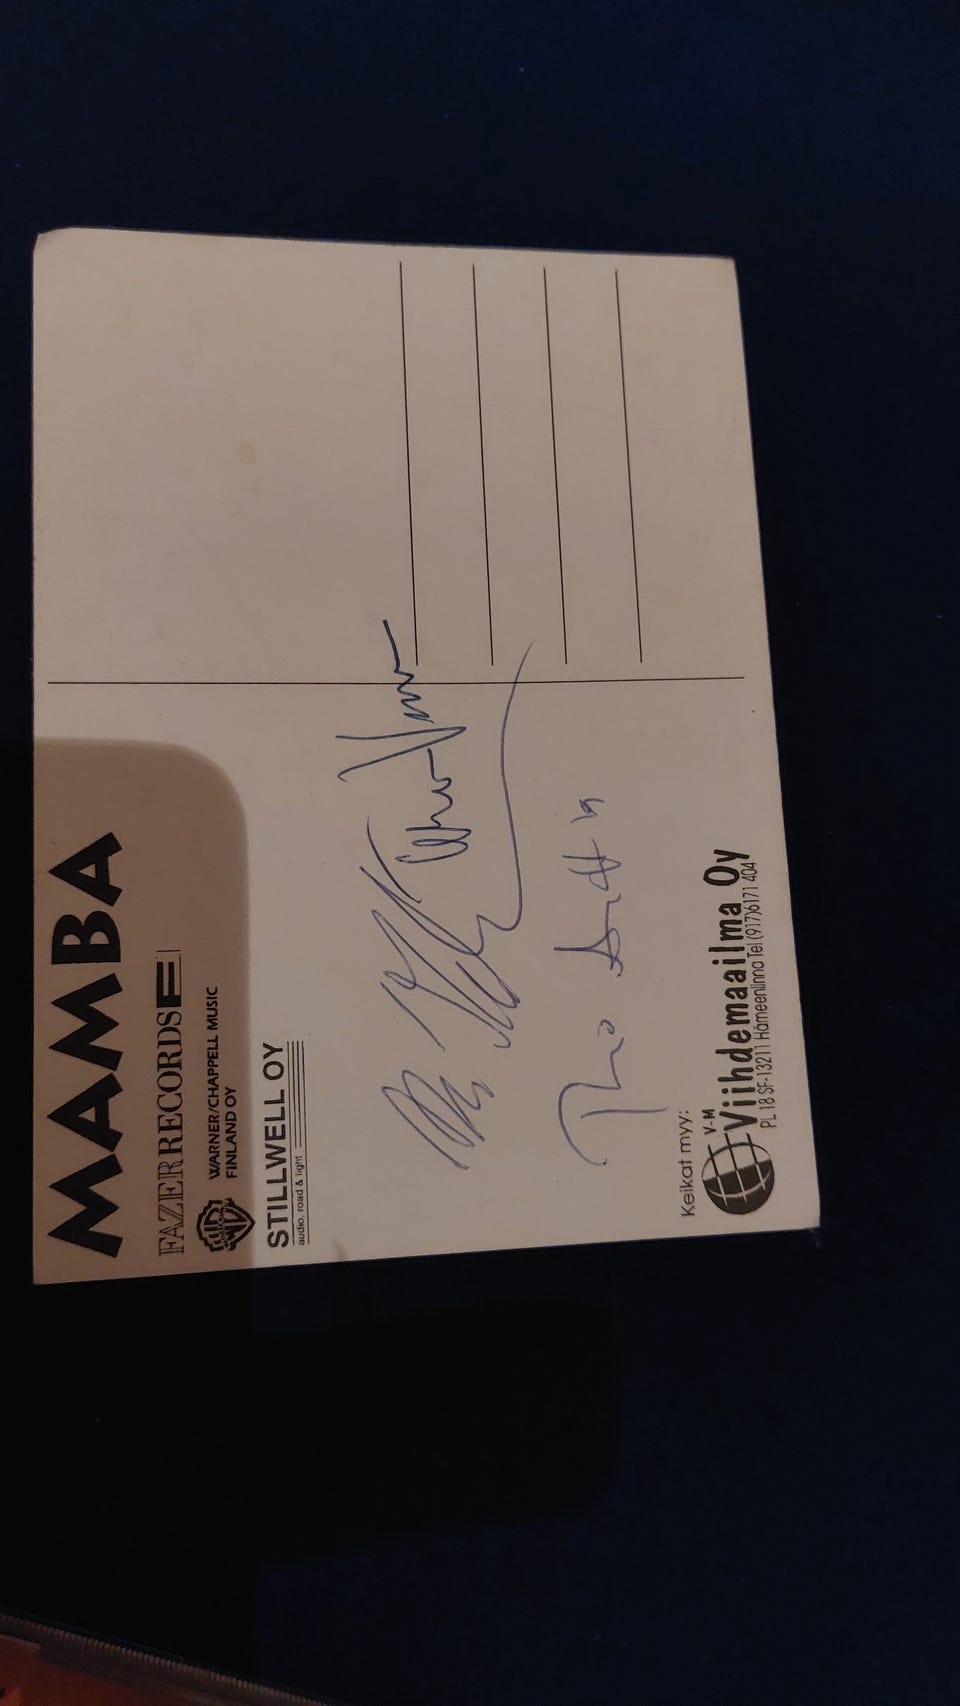 MAMBA
FAZER RECORDS
WARNER/CHAPPELL MUSIC
FINLAND OY
STILLWELL OY
audio, road & light
Keikat myy:
V-M
Viihdemaailma Oy
PL 18 SF-13211 Hämeenlinna Tel (917)6171 404